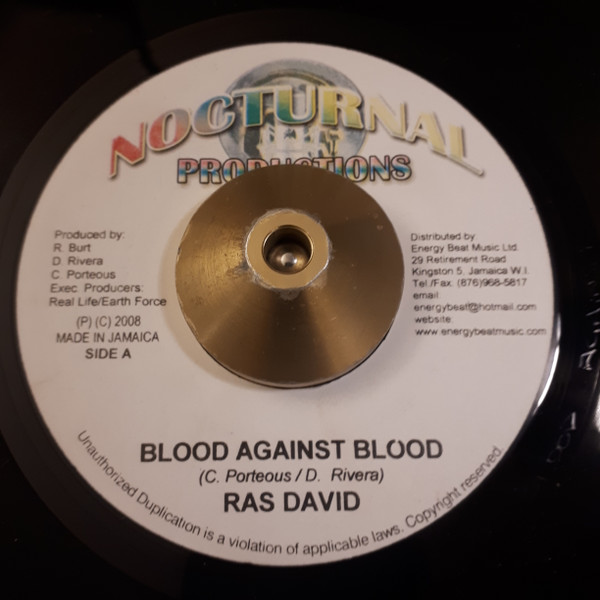 NOCTURNAL
PRODUCTIONS
Produced by:
R. Burt
D. Rivera
C. Porteous
Exec. Producers:
Real Life/Earth Force
(P) (C) 2008
MADE IN JAMAICA
SIDE A
Distributed by
Energy Beat Music Ltd.
29 Retirement Road
Kingston 5. Jamaica W.I.
Tel./Fax. (876)968-5817
email:
energybeat@hotmail.com
website:
www.energybeatmusic.com
BLOOD AGAINST BLOOD
(C. Porteous / D. Rivera)
RAS DAVID
Unauthorized Duplication is a violation of applicable laws. Copyright reserved.